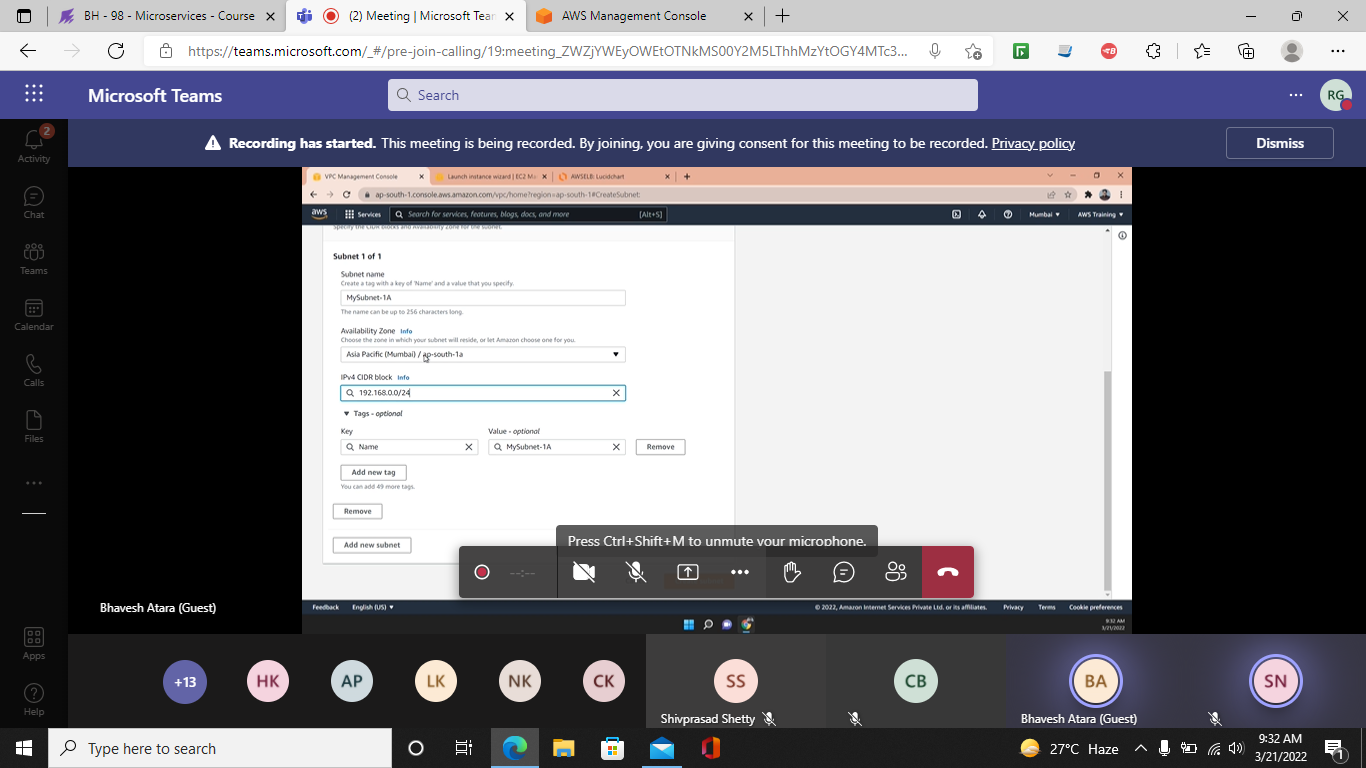 BH - 98 - Microservices - Course
(2) Meeting | Microsoft Tear
AWS Management Console
https://teams.microsoft.com/_#/pre-join-calling/19:meeting_ZWZjYWEyOWEtOTNkMS00Y2M5LThhMzYtOGY4MTc3...
Microsoft Teams
Search
RG
Recording has started. This meeting is being recorded. By joining, you are giving consent for this meeting to be recorded. Privacy policy
Dismiss
2
Activity
Chat
Teams
Calendar
Calls
Files
Apps
Help
VPC Management Console
Launch instance wizard | EC2 M
AWSELB: Lucidchart
ap-south-1.console.aws.amazon.com/vpc/home?region=ap-south-1#CreateSubnet:
aws
Services
Search for services, features, blogs, docs, and more
[Alt+S]
Mumbai
AWS Training
Specify the CIDR blocks and Availability Zone for the subnet.
Subnet 1 of 1
Subnet name
Create a tag with a key of 'Name' and a value that you specify.
MySubnet-1A
The name can be up to 256 characters long.
Availability Zone Info
Choose the zone in which your subnet will reside, or let Amazon choose one for you.
Asia Pacific (Mumbai) / ap-south-1a
IPv4 CIDR block Info
192.168.0.0/24
Tags - optional
Key
Value - optional
Name
MySubnet-1A
Remove
Add new tag
You can add 49 more tags.
Remove
Add new subnet
Press Ctrl+Shift+M to unmute your microphone.
--:--
Feedback English (US)
© 2022, Amazon Internet Services Private Ltd. or its affiliates. Privacy Terms Cookie preferences
9:32 AM
3/21/2022
Bhavesh Atara (Guest)
+13
HK
AP
LK
NK
CK
SS
CB
BA
SN
Shivprasad Shetty
Bhavesh Atara (Guest)
Type here to search
27°C Haze
9:32 AM
3/21/2022
1